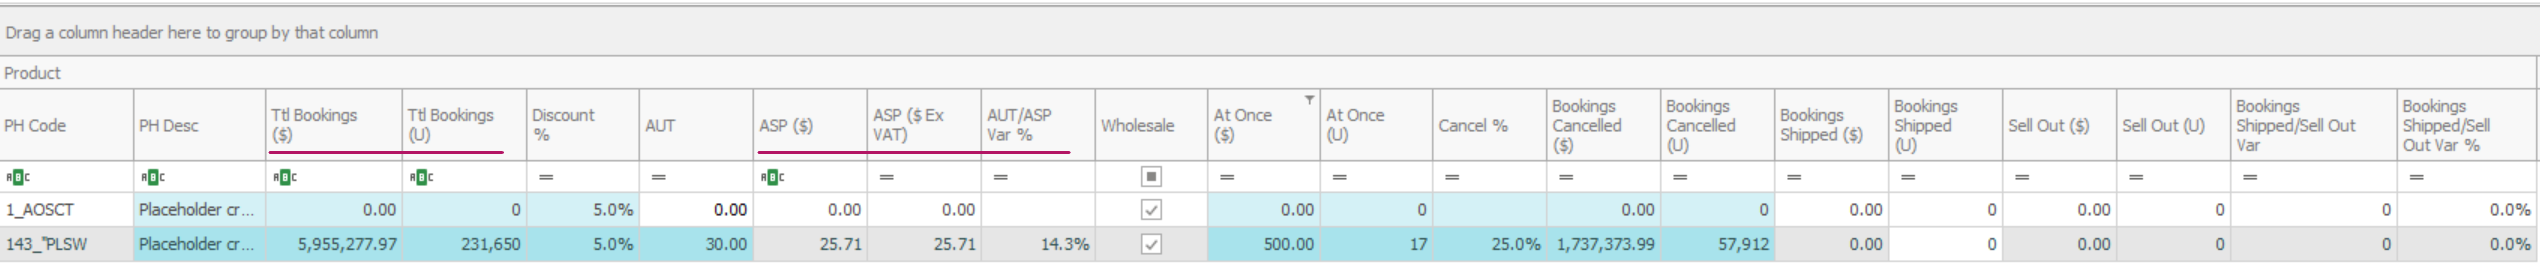 Drag a column header here to group by that column
Product
PH Code PH Desc Ttl Bookings ($) Ttl Bookings (U) Discount % AUT ASP ($) ASP ($ Ex VAT) AUT/ASP Var % Wholesale At Once ($) At Once (U) Cancel % Bookings Cancelled ($) Bookings Cancelled (U) Bookings Shipped ($) Bookings Shipped (U) Sell Out ($) Sell Out (U) Bookings Shipped/Sell Out Var Bookings Shipped/Sell Out Var %
ABC ABC ABC ABC = = ABC = = = = = = = = = = = = =
1_AOSCT Placeholder cr... 0.00 0 5.0% 0.00 0.00 0.00 0.00 0 0.00 0 0.00 0 0.00 0 0 0.0%
143_"PLSW Placeholder cr... 5,955,277.97 231,650 5.0% 30.00 25.71 25.71 14.3% 500.00 17 25.0% 1,737,373.99 57,912 0.00 0 0.00 0 0 0.0%